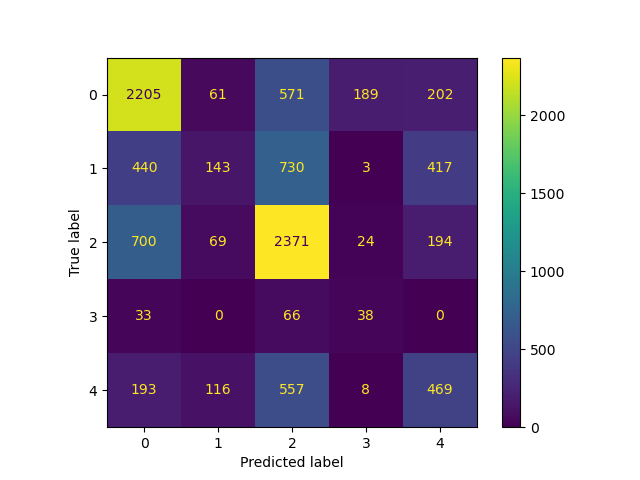 0 2205 61 571 189 202
1 440 143 730 3 417
2 700 69 2371 24 194
3 33 0 66 38 0
4 193 116 557 8 469
0 1 2 3 4
Predicted label
True label
2000
1500
1000
500
0